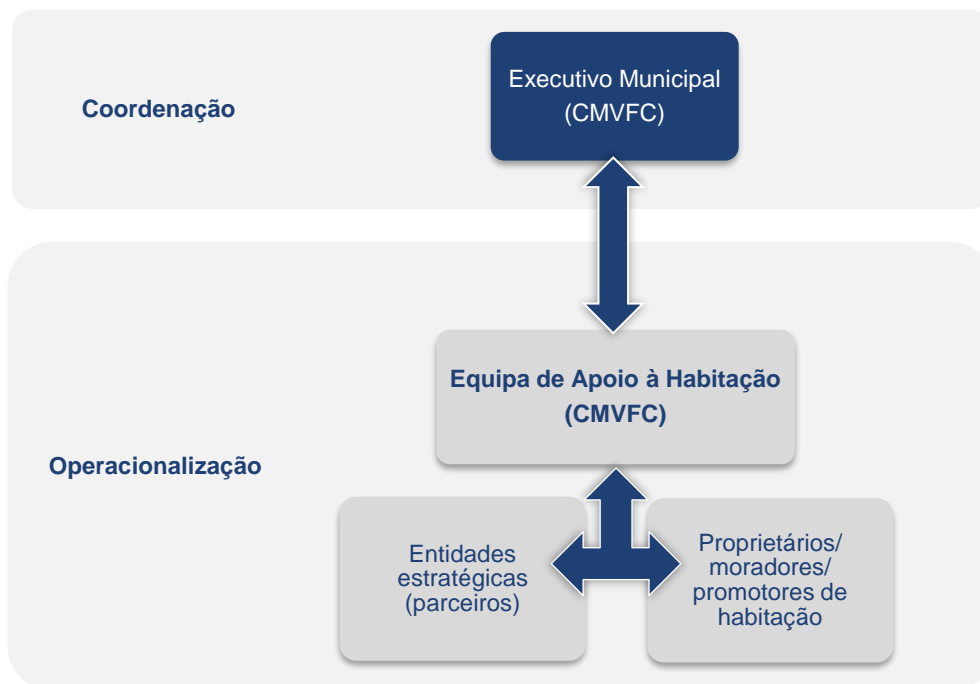 Coordenação
Executivo Municipal
(CMVFC)
Equipa de Apoio à Habitação
(CMVFC)
Operacionalização
Entidades
estratégicas
(parceiros)
Proprietários/
moradores/
promotores de
habitação